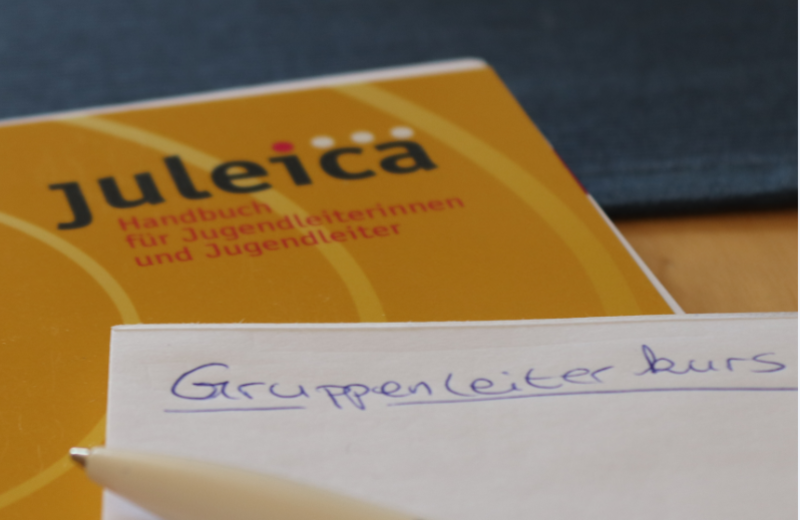 Juleica
Handbuch
für Jugendleiterinnen
und Jugendleiter
Gruppenleiterkurs